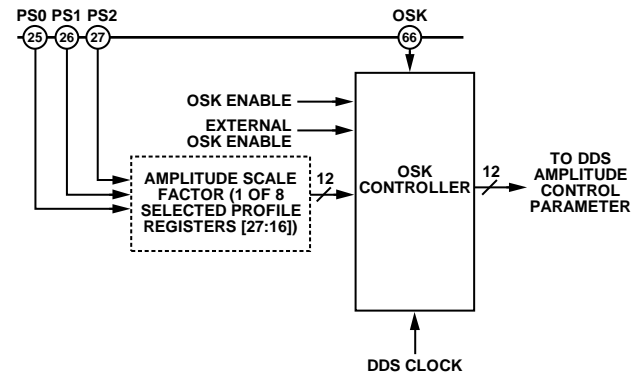 PS0 PS1 PS2
OSK
25 26 27
66
OSK ENABLE
EXTERNAL
OSK ENABLE
AMPLITUDE SCALE
FACTOR (1 OF 8
SELECTED PROFILE
REGISTERS [27:16])
12
OSK
CONTROLLER
12
TO DDS
AMPLITUDE
CONTROL
PARAMETER
DDS CLOCK